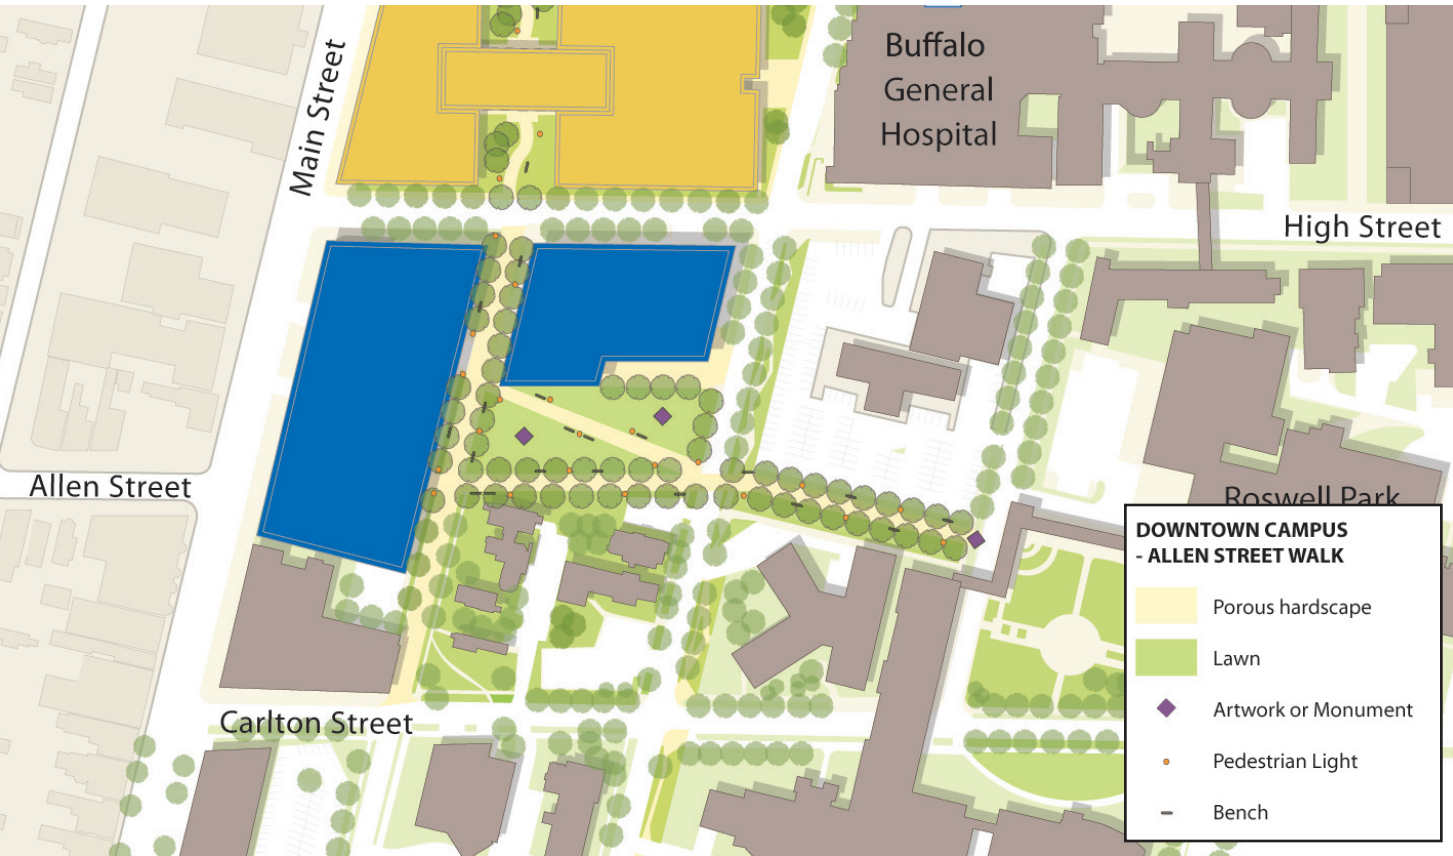 Main Street
Buffalo
General
Hospital
High Street
Allen Street
Roswell Park
Carlton Street
DOWNTOWN CAMPUS
- ALLEN STREET WALK
Porous hardscape
Lawn
Artwork or Monument
Pedestrian Light
Bench